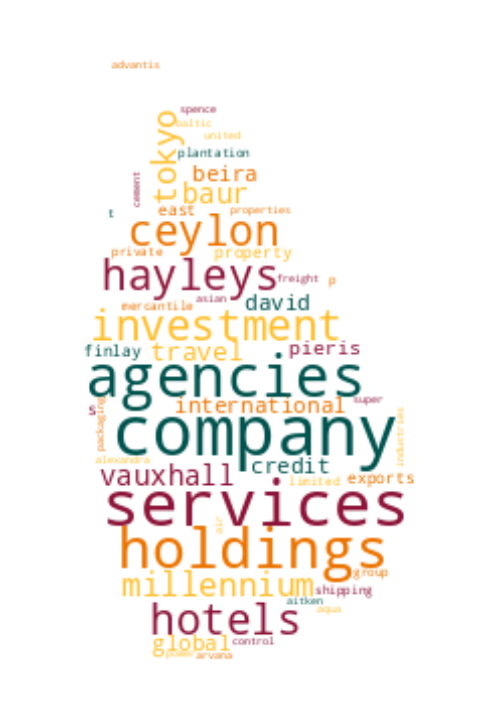 advantis
spence
baltic
tokyo
united
plantation
beira
cement
baur
t
east
properties
ceylon
private
property
hayleys
freight
p
asian
mercantile
david
investment
finlay
travel
pieris
agencies
super
s
international
packaging
industries
company
alexandra
credit
vauxhall
limited
exports
services
air
holdings
group
millennium
shipping
aitken
aqua
hotels
global
control
power
arvana